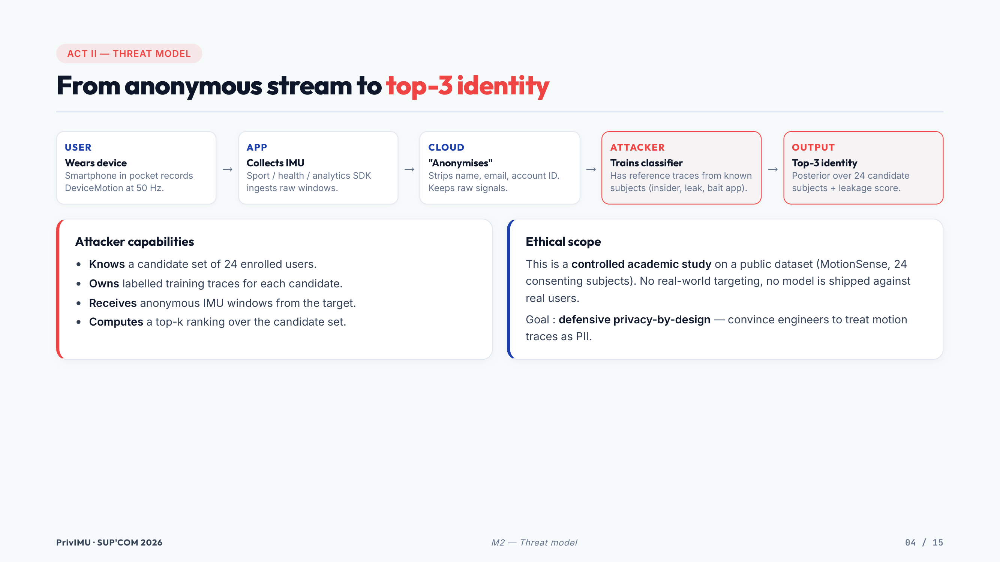 ACT II — THREAT MODEL
From anonymous stream to top-3 identity
USER
Wears device
Smartphone in pocket records
DeviceMotion at 50 Hz.
→
APP
Collects IMU
Sport / health / analytics SDK
ingests raw windows.
→
CLOUD
"Anonymises"
Strips name, email, account ID.
Keeps raw signals.
→
ATTACKER
Trains classifier
Has reference traces from known
subjects (insider, leak, bait app).
→
OUTPUT
Top-3 identity
Posterior over 24 candidate
subjects + leakage score.
Attacker capabilities
• Knows a candidate set of 24 enrolled users.
• Owns labelled training traces for each candidate.
• Receives anonymous IMU windows from the target.
• Computes a top-k ranking over the candidate set.
Ethical scope
This is a controlled academic study on a public dataset (MotionSense, 24
consenting subjects). No real-world targeting, no model is shipped against
real users.
Goal : defensive privacy-by-design — convince engineers to treat motion
traces as PII.
PrivIMU · SUP'COM 2026
M2 — Threat model
04 / 15